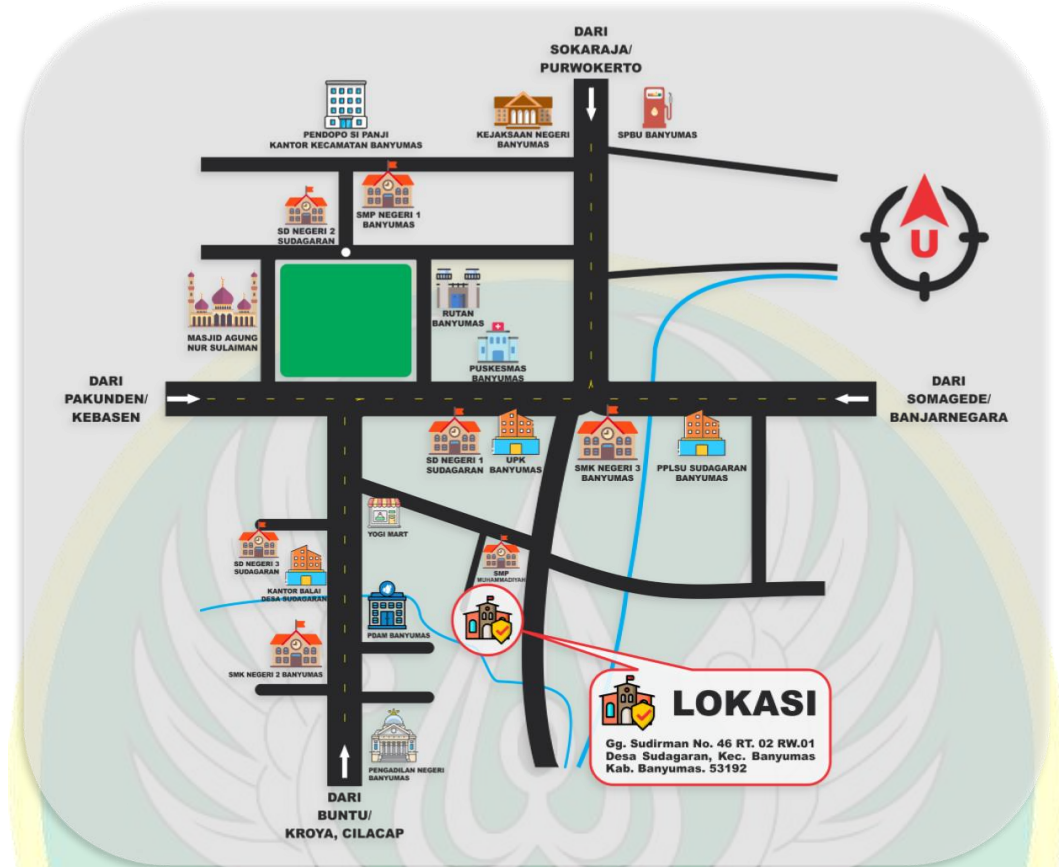 DARI
SOKARAJA/
PURWOKERTO
PENDOPO SI PANJI
KANTOR KECAMATAN BANYUMAS
KEJAKSAAN NEGERI
BANYUMAS
SPBU BANYUMAS
SMP NEGERI 1
BANYUMAS
SD NEGERI 2
SUDAGARAN
U
MASJID AGUNG
NUR SULAIMAN
RUTAN
BANYUMAS
PUSKESMAS
BANYUMAS
DARI
PAKUNDEN/
KEBASEN
DARI
SOMAGEDE/
BANJARNEGARA
SD NEGERI 1
SUDAGARAN
UPK
BANYUMAS
SMK NEGERI 3
BANYUMAS
PPLSU SUDAGARAN
BANYUMAS
YOGI MART
SD NEGERI 3
SUDAGARAN
SMP
MUHAMMADIYAH
KANTOR BALAI
DESA SUDAGARAN
PDAM BANYUMAS
SMK NEGERI 2 BANYUMAS
LOKASI
Gg. Sudirman No. 46 RT. 02 RW.01
Desa Sudagaran, Kec. Banyumas
Kab. Banyumas. 53192
PENGADILAN NEGERI
BANYUMAS
DARI
BUNTU/
KROYA, CILACAP